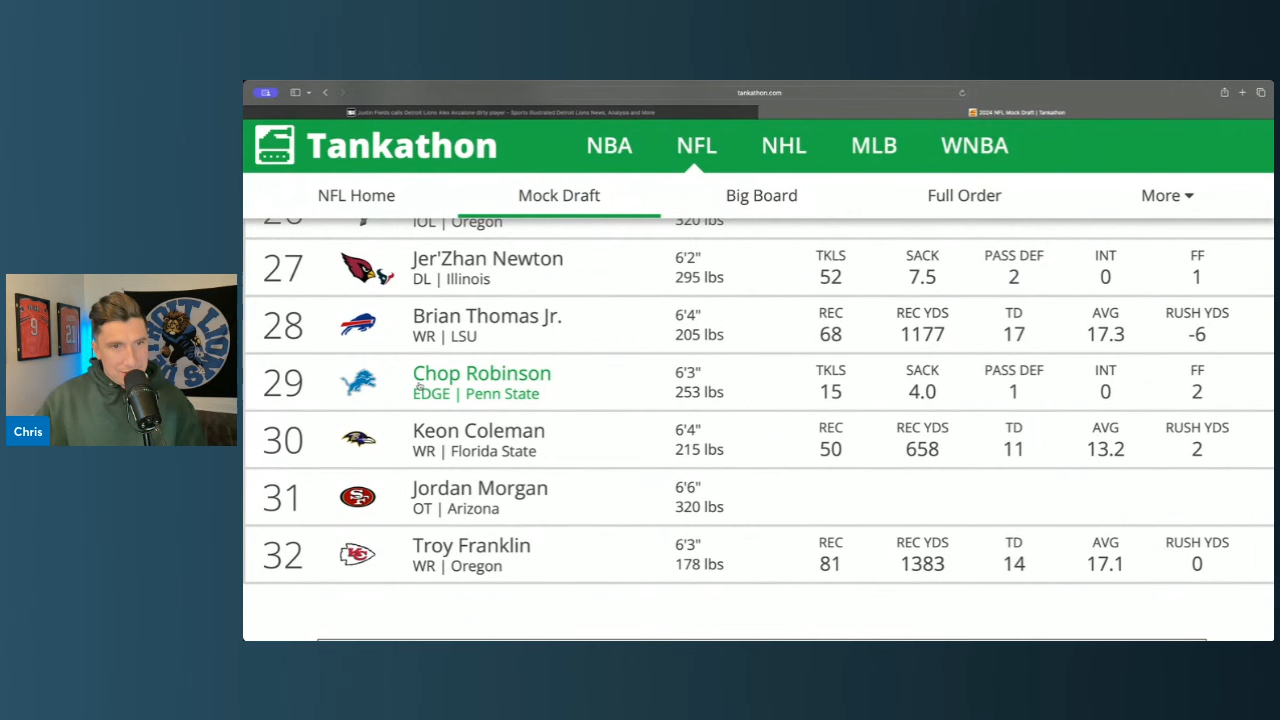 tankathon.com
Justin Fields calls Detroit Lions Alex Anzalone dirty player - Sports Illustrated Detroit Lions News, Analysis and More
2024 NFL Mock Draft | Tankathon
Tankathon NBA NFL NHL MLB WNBA
NFL Home Mock Draft Big Board Full Order More
IOL | Oregon 320 lbs
27 Jer'Zhan Newton 6'2" TKLS SACK PASS DEF INT FF
DL | Illinois 295 lbs 52 7.5 2 0 1
28 Brian Thomas Jr. 6'4" REC REC YDS TD AVG RUSH YDS
WR | LSU 205 lbs 68 1177 17 17.3 -6
29 Chop Robinson 6'3" TKLS SACK PASS DEF INT FF
EDGE | Penn State 253 lbs 15 4.0 1 0 2
30 Keon Coleman 6'4" REC REC YDS TD AVG RUSH YDS
WR | Florida State 215 lbs 50 658 11 13.2 2
31 Jordan Morgan 6'6"
OT | Arizona 320 lbs
32 Troy Franklin 6'3" REC REC YDS TD AVG RUSH YDS
WR | Oregon 178 lbs 81 1383 14 17.1 0
9
Chris